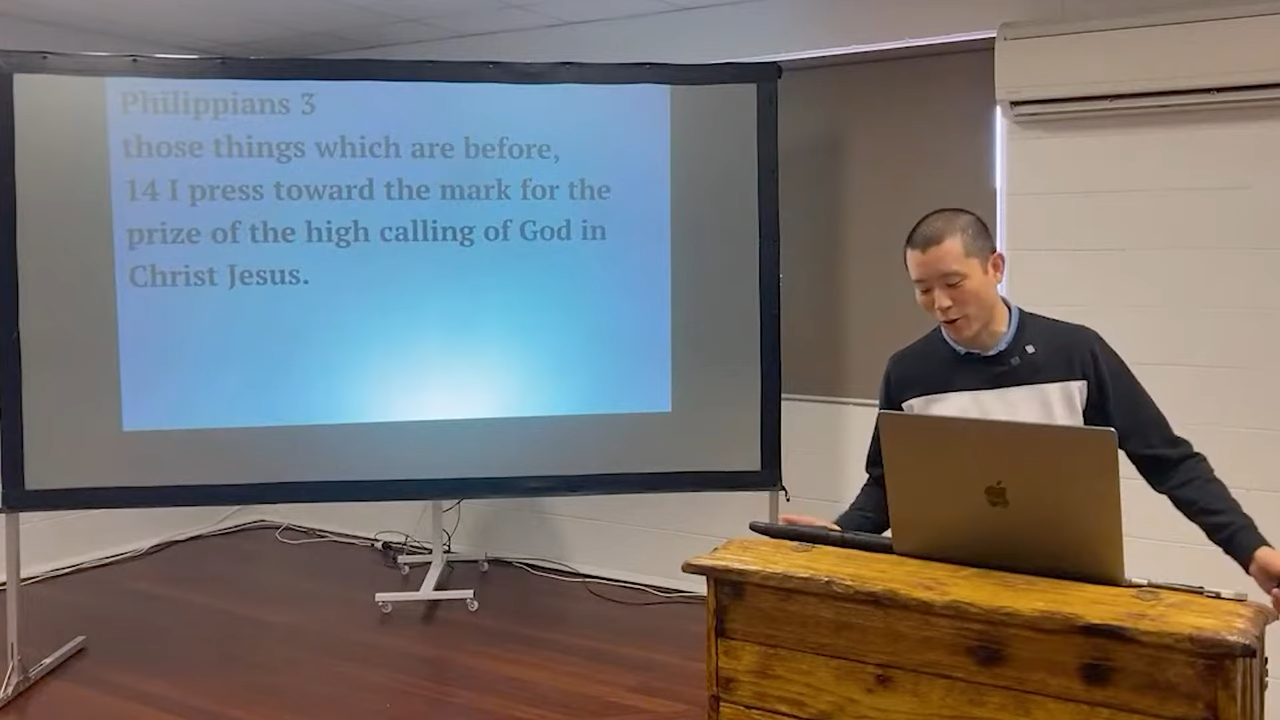 Philippians 3
those things which are before,
14 I press toward the mark for the
prize of the high calling of God in
Christ Jesus.